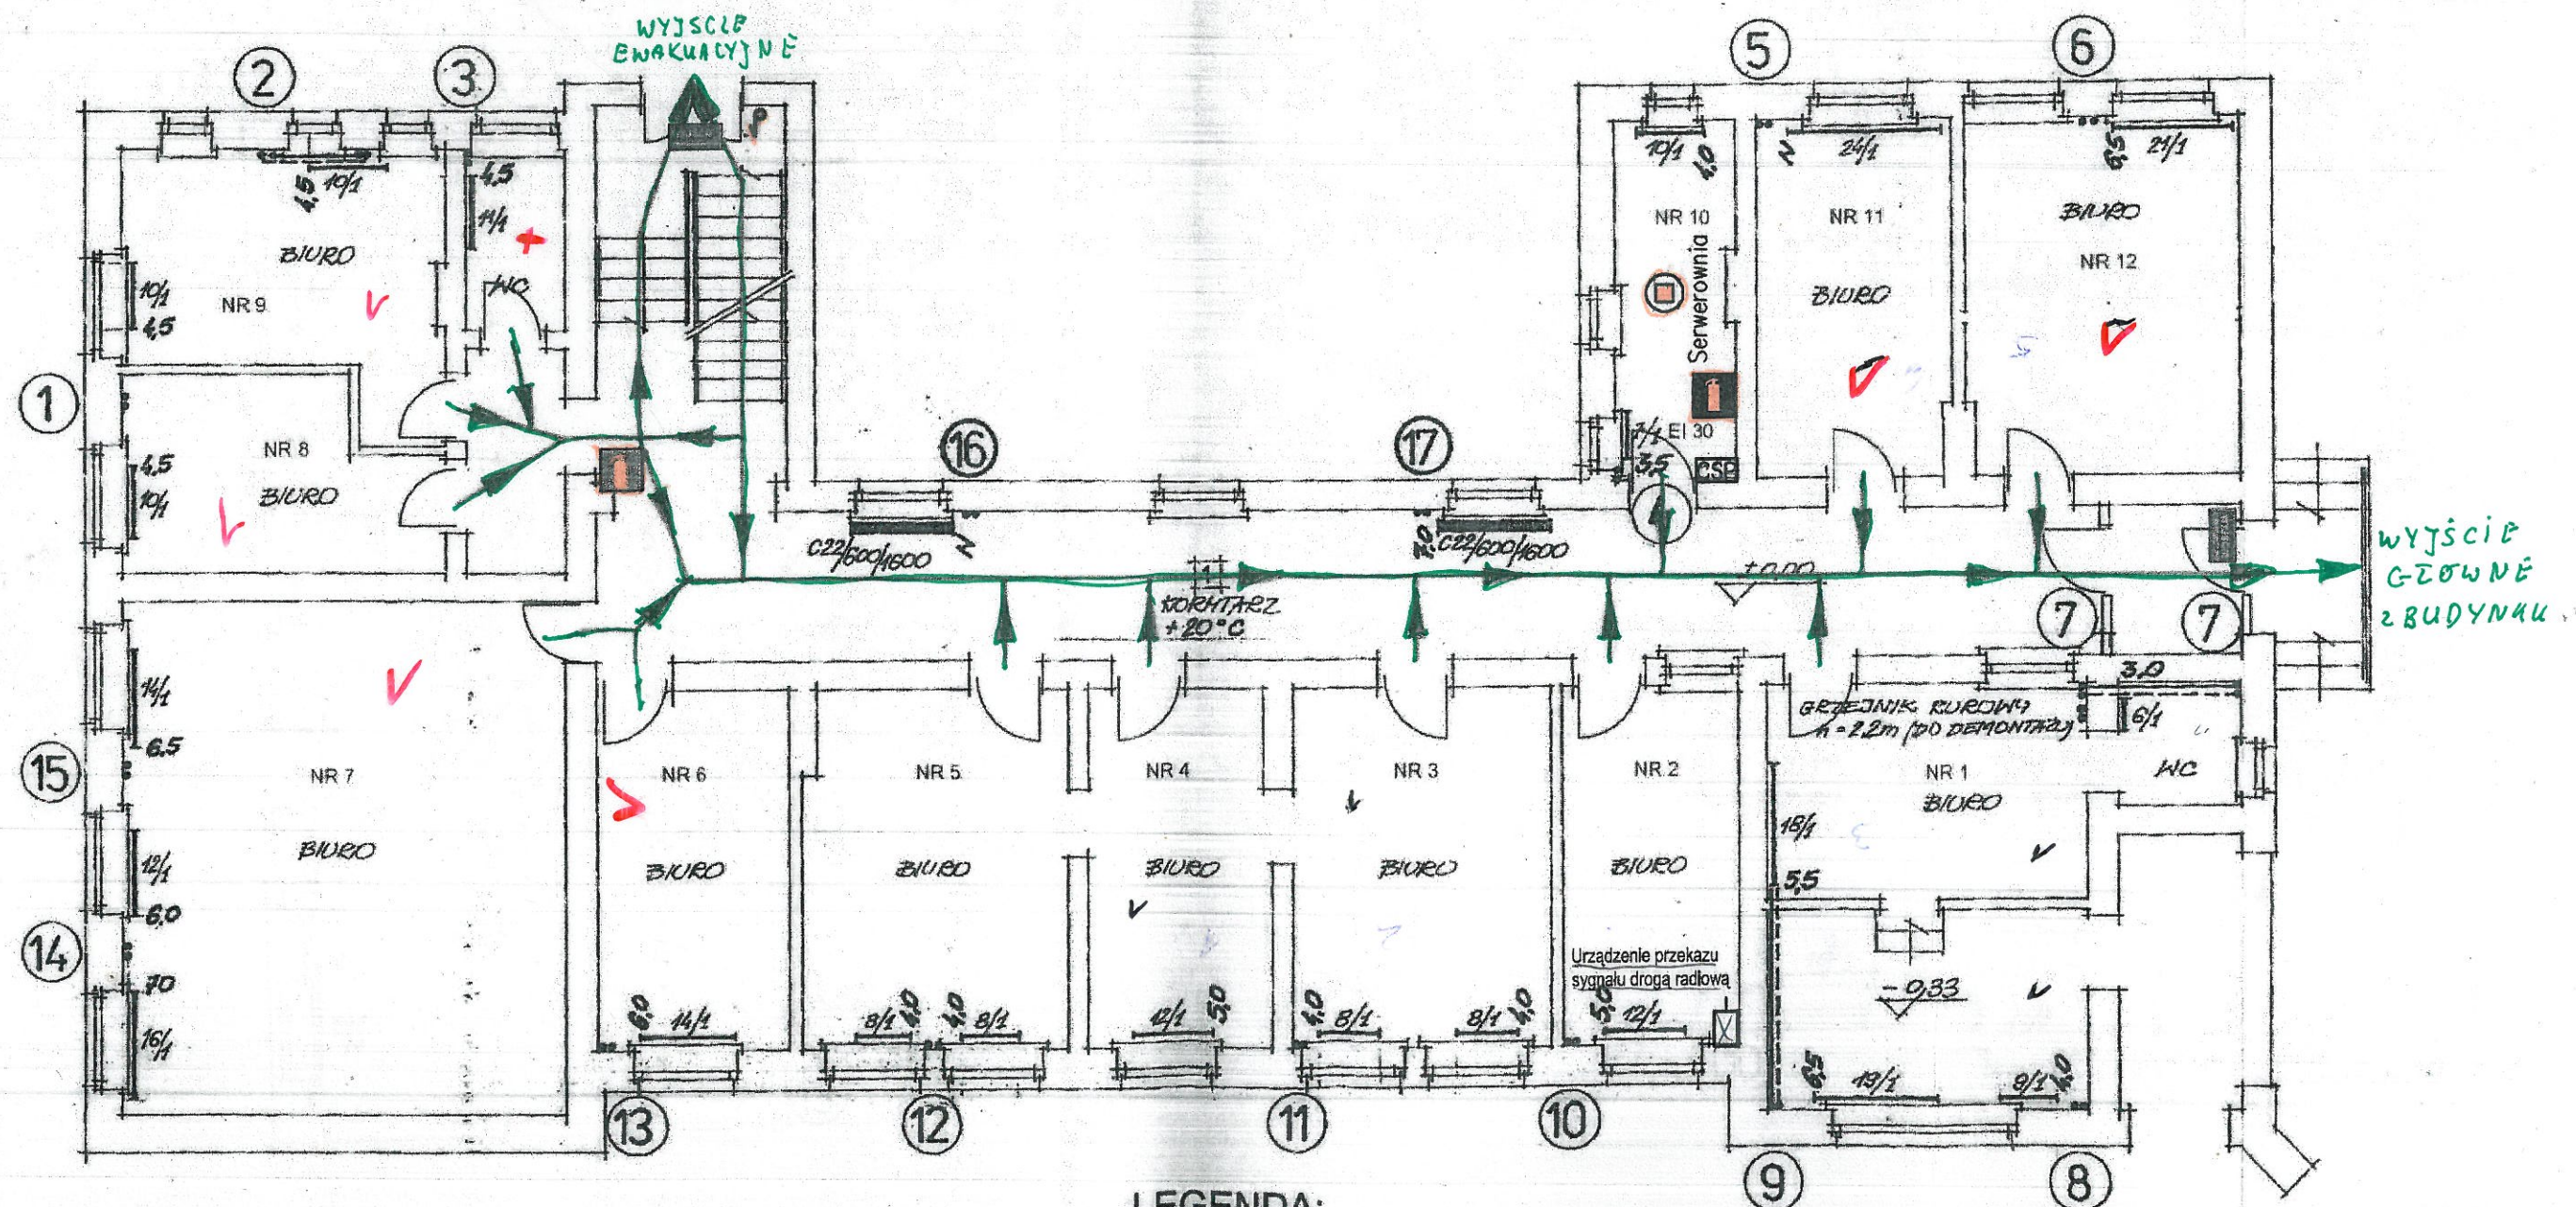 WYJSCIE
EWAKUACYJNE
2
3
5
6
4,5
10/1
4,5
11/1
10/1
4,0
N
24/1
6,5
21/1
NR 10
NR 11
BIURO
BIURO
NR 12
BIURO
NR 9
WC
10/1
4,5
Serwerownia
BIURO
1
NR 8
BIURO
4,5
10/1
16
17
7/1
EI 30
3,5
CSP
4
C22/600/1600
N
7,0
C22/600/1600
±0,00
WYJŚCIE
GŁÓWNE
Z BUDYNKU
1
KORYTARZ
+20°C
7
7
3,0
GRZEJNIK RUROWY
h=2,2m (DO DEMONTAŻU)
6/1
14/1
6,5
15
NR 7
BIURO
NR 6
NR 5
NR 4
NR 3
NR 2
NR 1
BIURO
WC
18/1
12/1
6,0
BIURO
BIURO
BIURO
BIURO
BIURO
5,5
14
70
16/1
Urządzenie przekazu
sygnału drogą radiową
-0,33
6,0
14/1
8/1
4,0
4,0
8/1
12/1
5,0
4,0
8/1
8/1
4,0
5,0
12/1
6,5
19/1
9/1
4,0
13
12
11
10
9
8
LEGENDA: